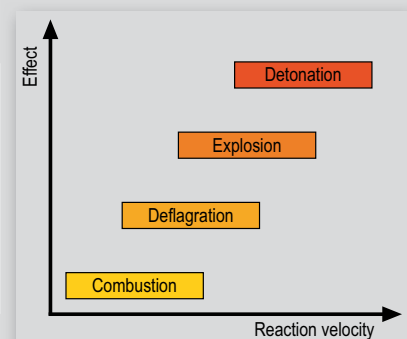 Effect
Detonation
Explosion
Deflagration
Combustion
Reaction velocity